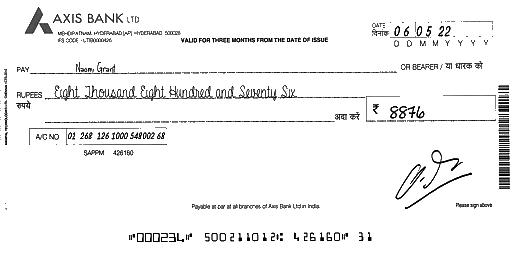 AXIS BANK LTD
MEHDIPATNAM, HYDERABAD [AP] - HYDERABAD 500028
IFS CODE : UTIB0000426
VALID FOR THREE MONTHS FROM THE DATE OF ISSUE
DATE
दिनांक 06 05 22
D D M M Y Y Y Y
PAY Naomi Grant OR BEARER / या धारक को
RUPEES Eight Thousand Eight Hundred and Seventy Six
रुपये अदा करें ₹ 8876
A/C NO 01 268 126 1000 548002 68
SAPPM 426160
Payable at par at all branches of Axis Bank Ltd in India.
Please sign above
⑈000234⑈ 500211012⑆ 426160⑈ 31